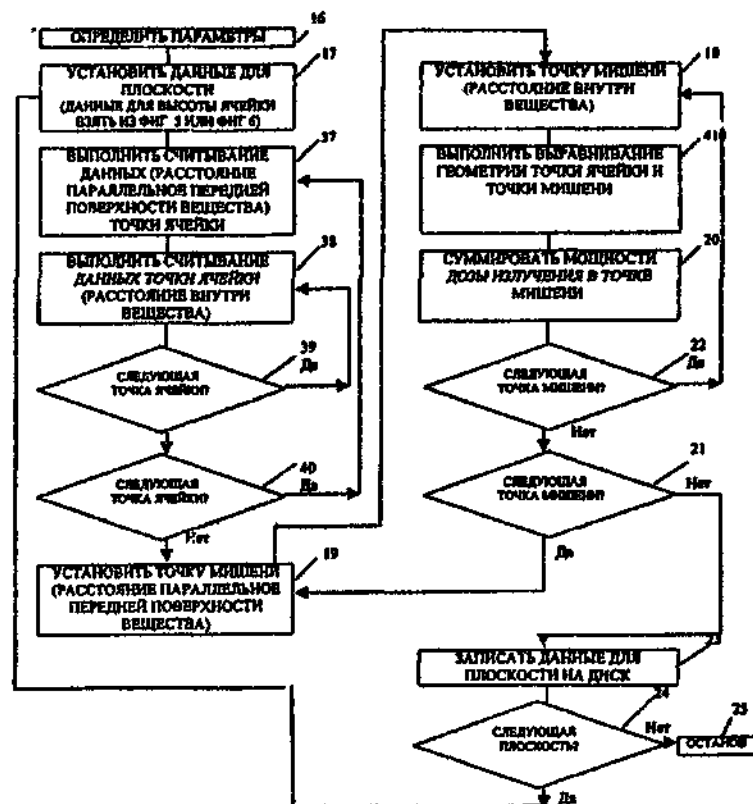 16
ОПРЕДЕЛИТЬ ПАРАМЕТРЫ
17
УСТАНОВИТЬ ДАННЫЕ ДЛЯ
ПЛОСКОСТИ
(ДАННЫЕ ДЛЯ ВЫСОТЫ ЯЧЕЙКИ
ВЗЯТЬ ИЗ ФИГ 5 ИЛИ ФИГ 6)
37
ВЫПОЛНИТЬ СЧИТЫВАНИЕ
ДАННЫХ (РАССТОЯНИЕ
ПАРАЛЛЕЛЬНОЕ ПЕРЕДНЕЙ
ПОВЕРХНОСТИ ВЕЩЕСТВА)
ТОЧКИ ЯЧЕЙКИ
38
ВЫПОЛНИТЬ СЧИТЫВАНИЕ
ДАННЫХ ТОЧКИ ЯЧЕЙКИ
(РАССТОЯНИЕ ВНУТРИ
ВЕЩЕСТВА)
39
Да
СЛЕДУЮЩАЯ
ТОЧКА ЯЧЕЙКИ?
40
Да
СЛЕДУЮЩАЯ
ТОЧКА ЯЧЕЙКИ?
Нет
19
УСТАНОВИТЬ ТОЧКУ МИШЕНИ
(РАССТОЯНИЕ ПАРАЛЛЕЛЬНОЕ
ПЕРЕДНЕЙ ПОВЕРХНОСТИ
ВЕЩЕСТВА)
18
УСТАНОВИТЬ ТОЧКУ МИШЕНИ
(РАССТОЯНИЕ ВНУТРИ
ВЕЩЕСТВА)
ВЫПОЛНИТЬ ВЫРАВНИВАНИЕ
ГЕОМЕТРИИ ТОЧКИ ЯЧЕЙКИ И
ТОЧКИ МИШЕНИ
20
СУММИРОВАТЬ МОЩНОСТИ
ДОЗЫ ИЗЛУЧЕНИЯ В ТОЧКЕ
МИШЕНИ
22
Да
СЛЕДУЮЩАЯ
ТОЧКА МИШЕНИ?
Нет
21
Нет
СЛЕДУЮЩАЯ
ТОЧКА МИШЕНИ?
Да
23
ЗАПИСАТЬ ДАННЫЕ ДЛЯ
ПЛОСКОСТИ НА ДИСК
24
Нет
СЛЕДУЮЩАЯ
ПЛОСКОСТЬ?
25
ОСТАНОВ
Да